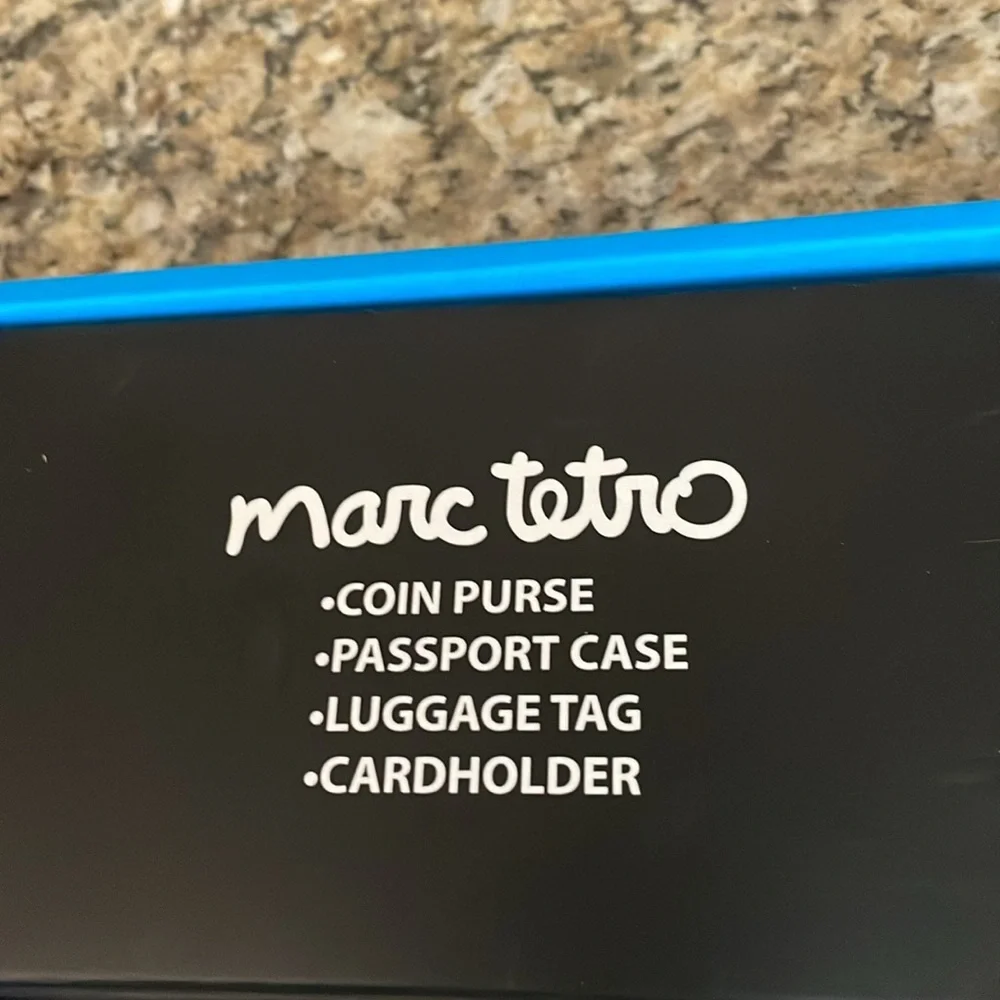 marc tetro
•COIN PURSE
•PASSPORT CASE
•LUGGAGE TAG
•CARDHOLDER